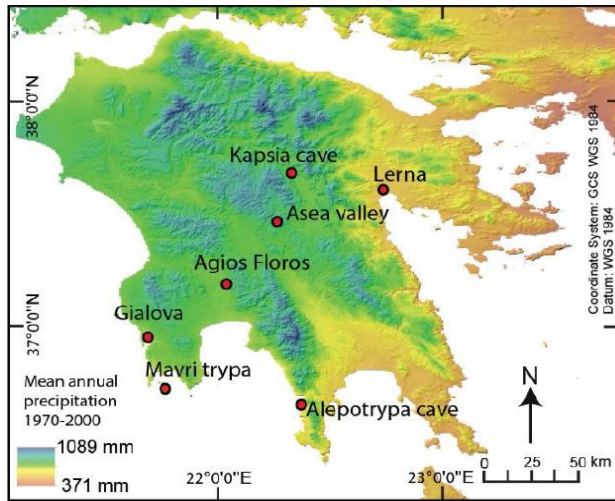 38°0'0"N
Kapsia cave
Lerna
Asea valley
Agios Floros
Gialova
37°0'0"N
Mavri trypa
Alepotrypa cave
Mean annual
precipitation
1970-2000
1089 mm
371 mm
22°0'0"E
23°0'0"E
N
0 25 50 km
Coordinate System: GCS WGS 1984
Datum: WGS 1984